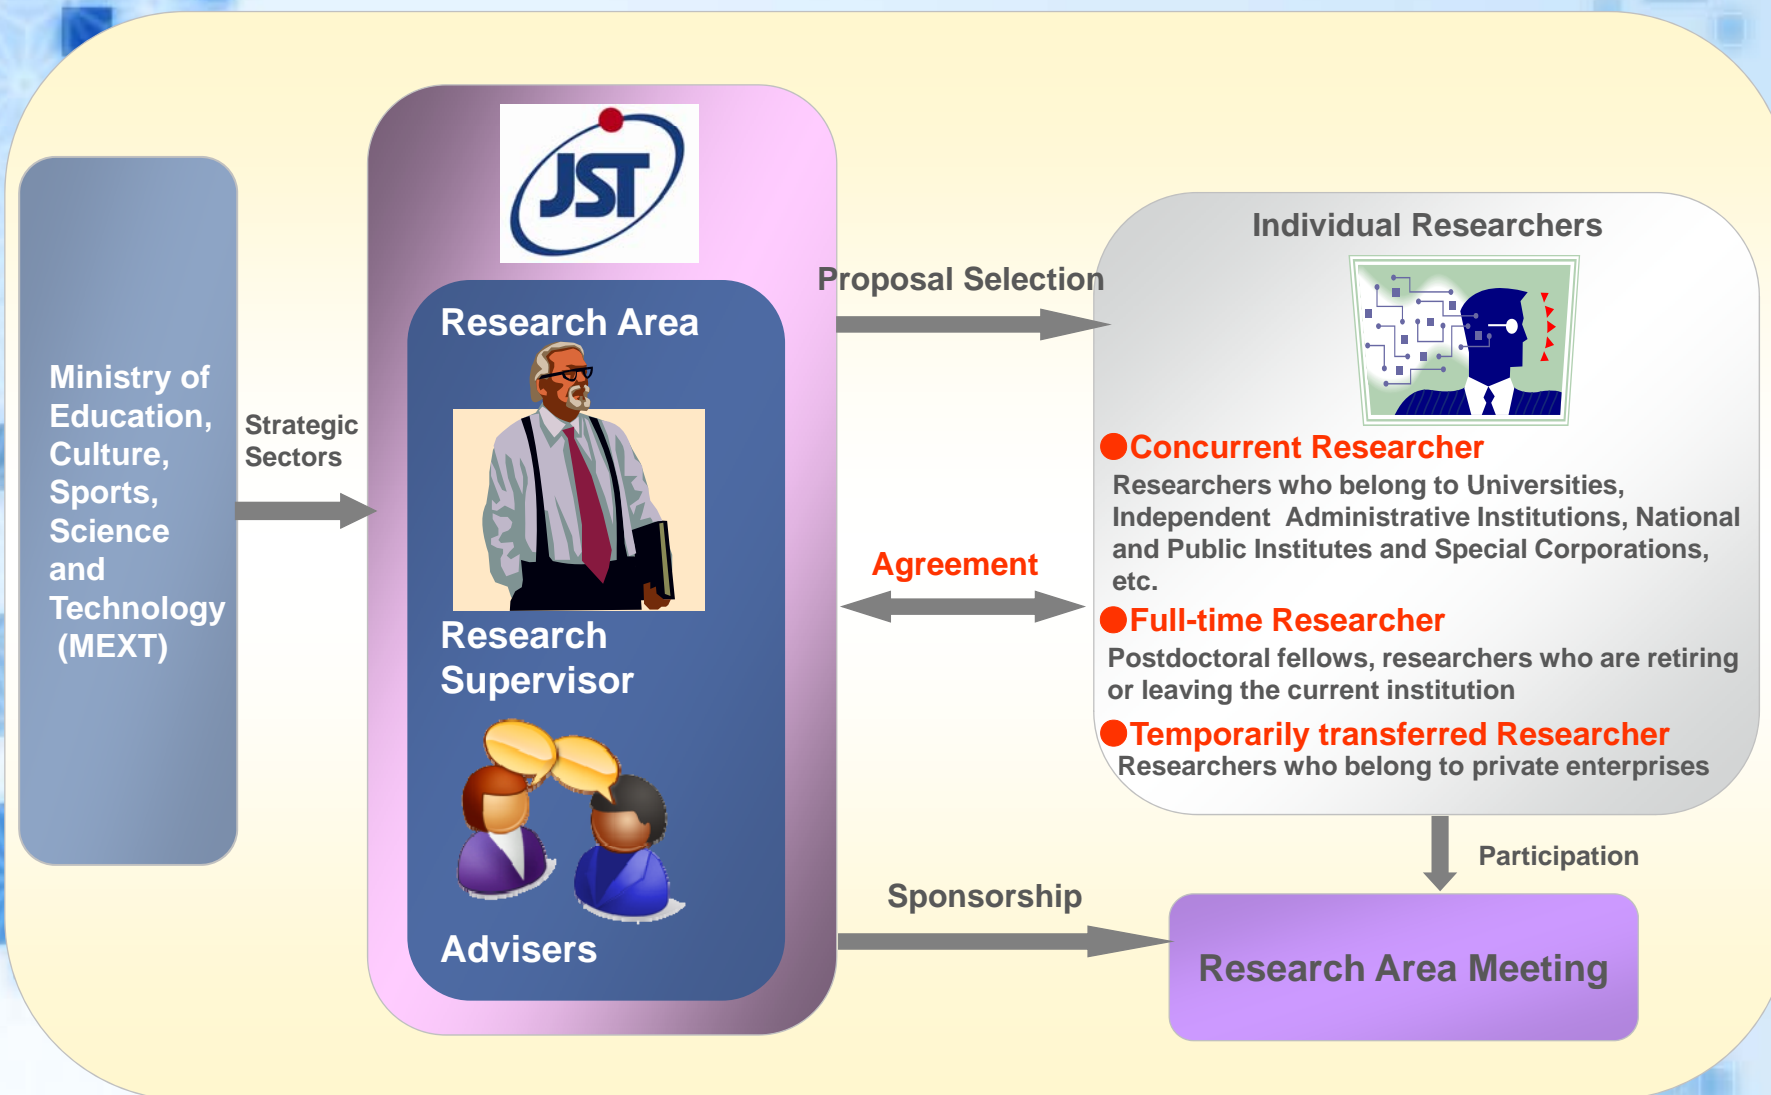 Ministry of
Education,
Culture,
Sports,
Science
and
Technology
(MEXT)
Strategic
Sectors
JST
Research Area
Research
Supervisor
Advisers
Proposal Selection
Agreement
Sponsorship
Individual Researchers
●Concurrent Researcher
Researchers who belong to Universities,
Independent Administrative Institutions, National
and Public Institutes and Special Corporations,
etc.
●Full-time Researcher
Postdoctoral fellows, researchers who are retiring
or leaving the current institution
●Temporarily transferred Researcher
Researchers who belong to private enterprises
Participation
Research Area Meeting